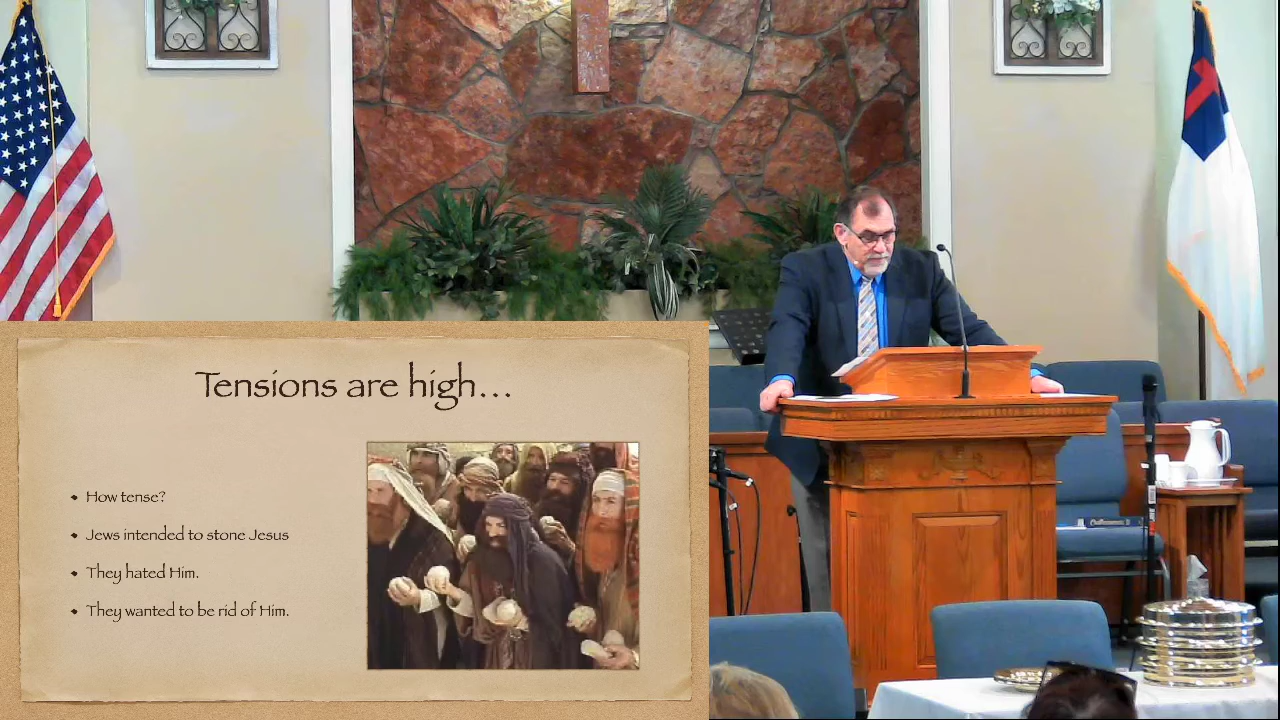 Tensions are high...
• How tense?
• Jews intended to stone Jesus
• They hated Him.
• They wanted to be rid of Him.